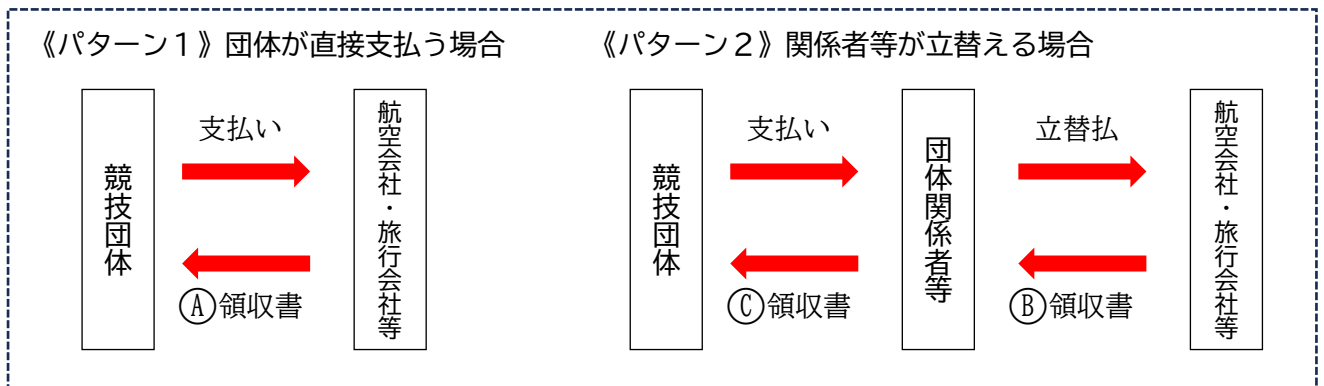 《パターン１》団体が直接支払う場合
競技団体
支払い
Ⓐ領収書
航空会社・旅行会社等
《パターン２》関係者等が立替える場合
競技団体
支払い
Ⓒ領収書
団体関係者等
立替払
Ⓑ領収書
航空会社・旅行会社等